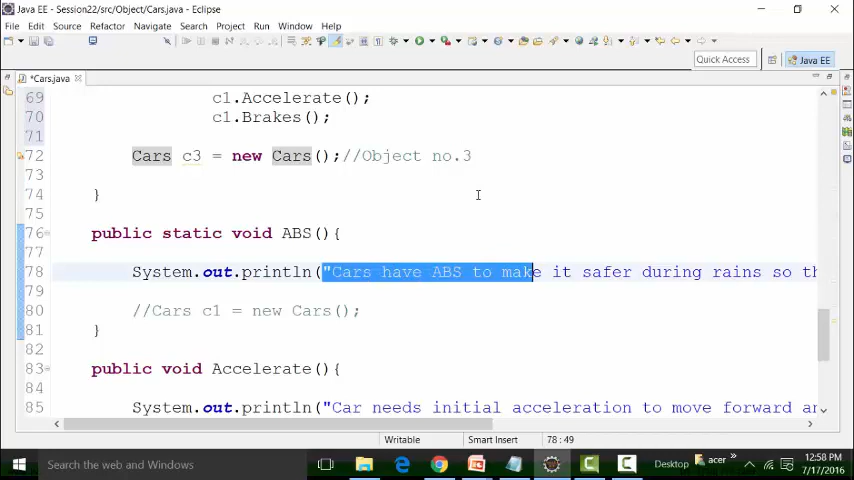 Java EE - Session22/src/Object/Cars.java - Eclipse
File Edit Source Refactor Navigate Search Project Run Window Help
Quick Access
Java EE
*Cars.java
69 c1.Accelerate();
70 c1.Brakes();
71
72 Cars c3 = new Cars();//Object no.3
73
74 }
75
76 public static void ABS(){
77
78 System.out.println("Cars have ABS to make it safer during rains so th
79
80 //Cars c1 = new Cars();
81 }
82
83 public void Accelerate(){
84
85 System.out.println("Car needs initial acceleration to move forward an
Writable Smart Insert 78 : 49
Search the web and Windows
Desktop
acer
12:58 PM
7/17/2016